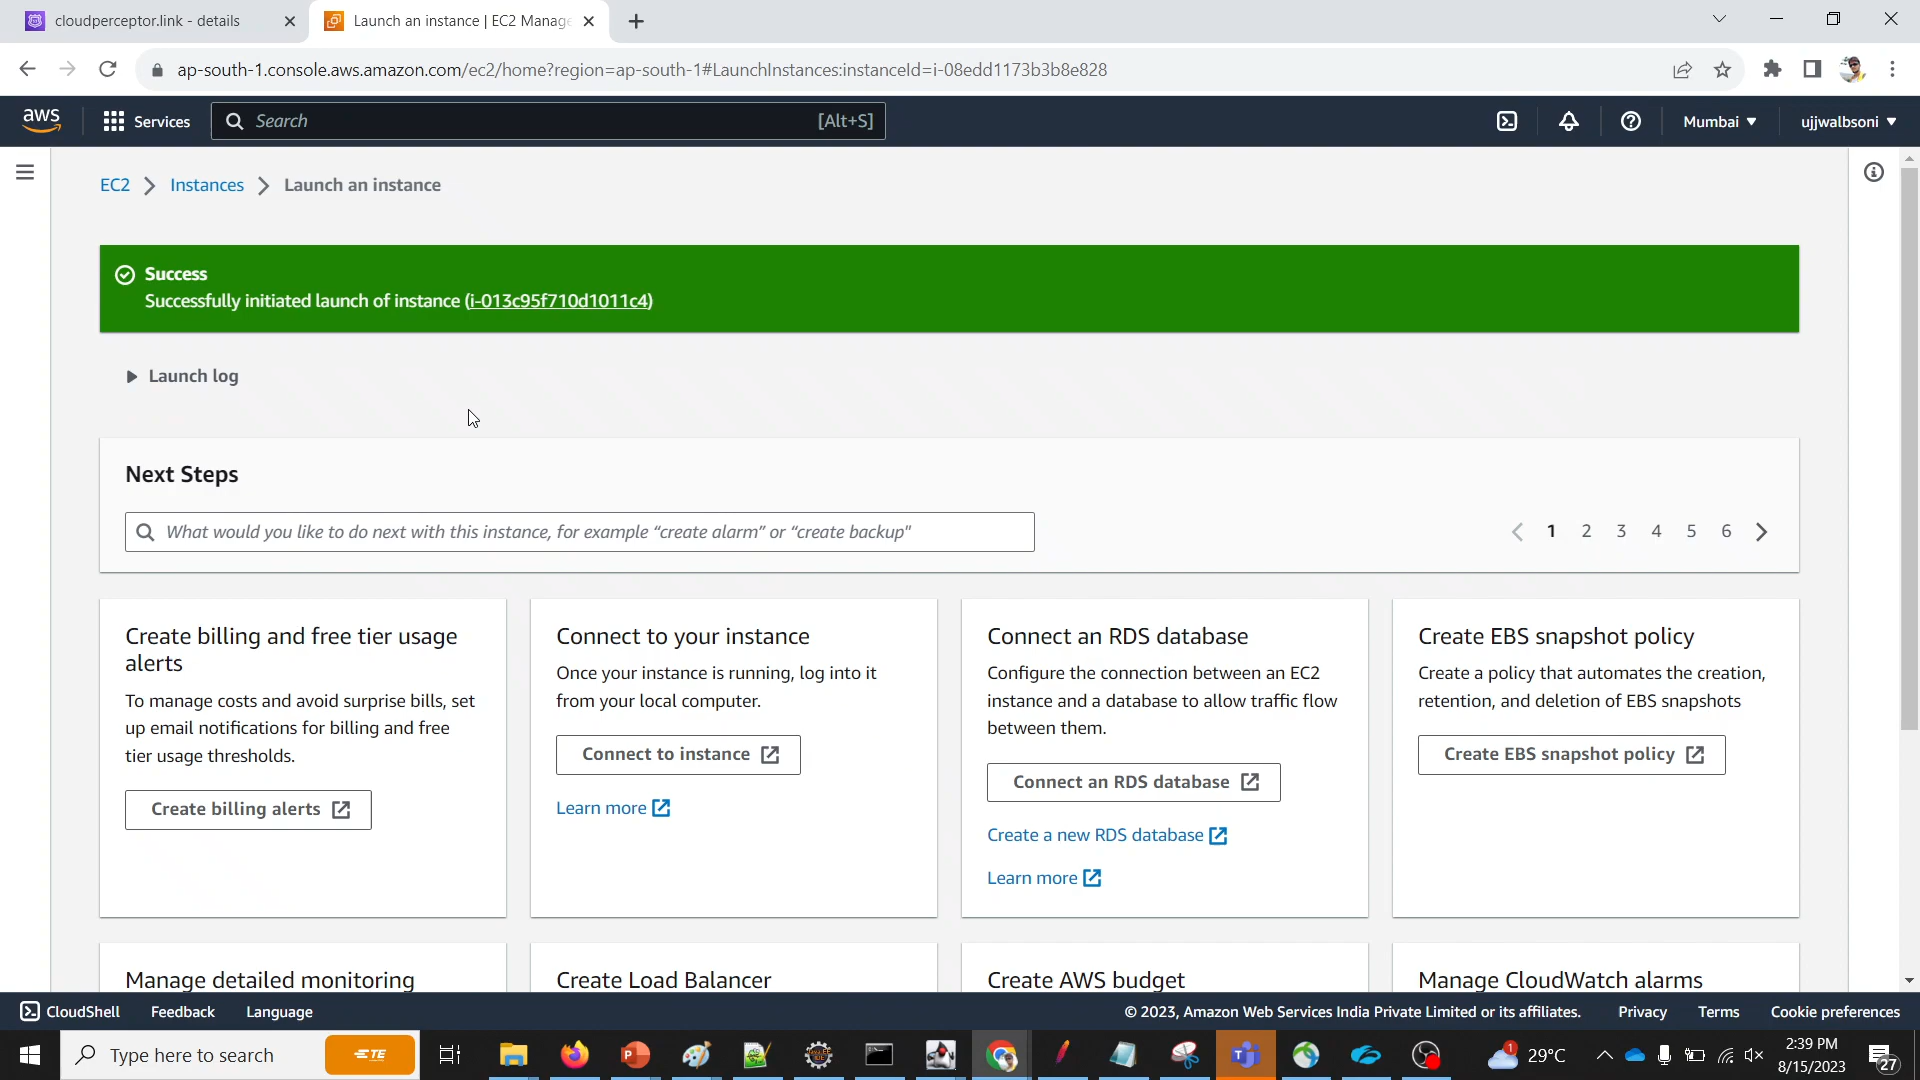 cloudperceptor.link - details
Launch an instance | EC2 Manage
ap-south-1.console.aws.amazon.com/ec2/home?region=ap-south-1#LaunchInstances:instanceId=i-08edd1173b3b8e828
aws
Services
Search
[Alt+S]
Mumbai
ujjwalbsoni
EC2
Instances
Launch an instance
Success
Successfully initiated launch of instance (i-013c95f710d1011c4)
Launch log
Next Steps
What would you like to do next with this instance, for example “create alarm” or “create backup"
1 2 3 4 5 6
Create billing and free tier usage
alerts
To manage costs and avoid surprise bills, set
up email notifications for billing and free
tier usage thresholds.
Create billing alerts
Connect to your instance
Once your instance is running, log into it
from your local computer.
Connect to instance
Learn more
Connect an RDS database
Configure the connection between an EC2
instance and a database to allow traffic flow
between them.
Connect an RDS database
Create a new RDS database
Learn more
Create EBS snapshot policy
Create a policy that automates the creation,
retention, and deletion of EBS snapshots
Create EBS snapshot policy
Manage detailed monitoring
Create Load Balancer
Create AWS budget
Manage CloudWatch alarms
CloudShell
Feedback
Language
© 2023, Amazon Web Services India Private Limited or its affiliates.
Privacy
Terms
Cookie preferences
Type here to search
29°C
2:39 PM
8/15/2023
27